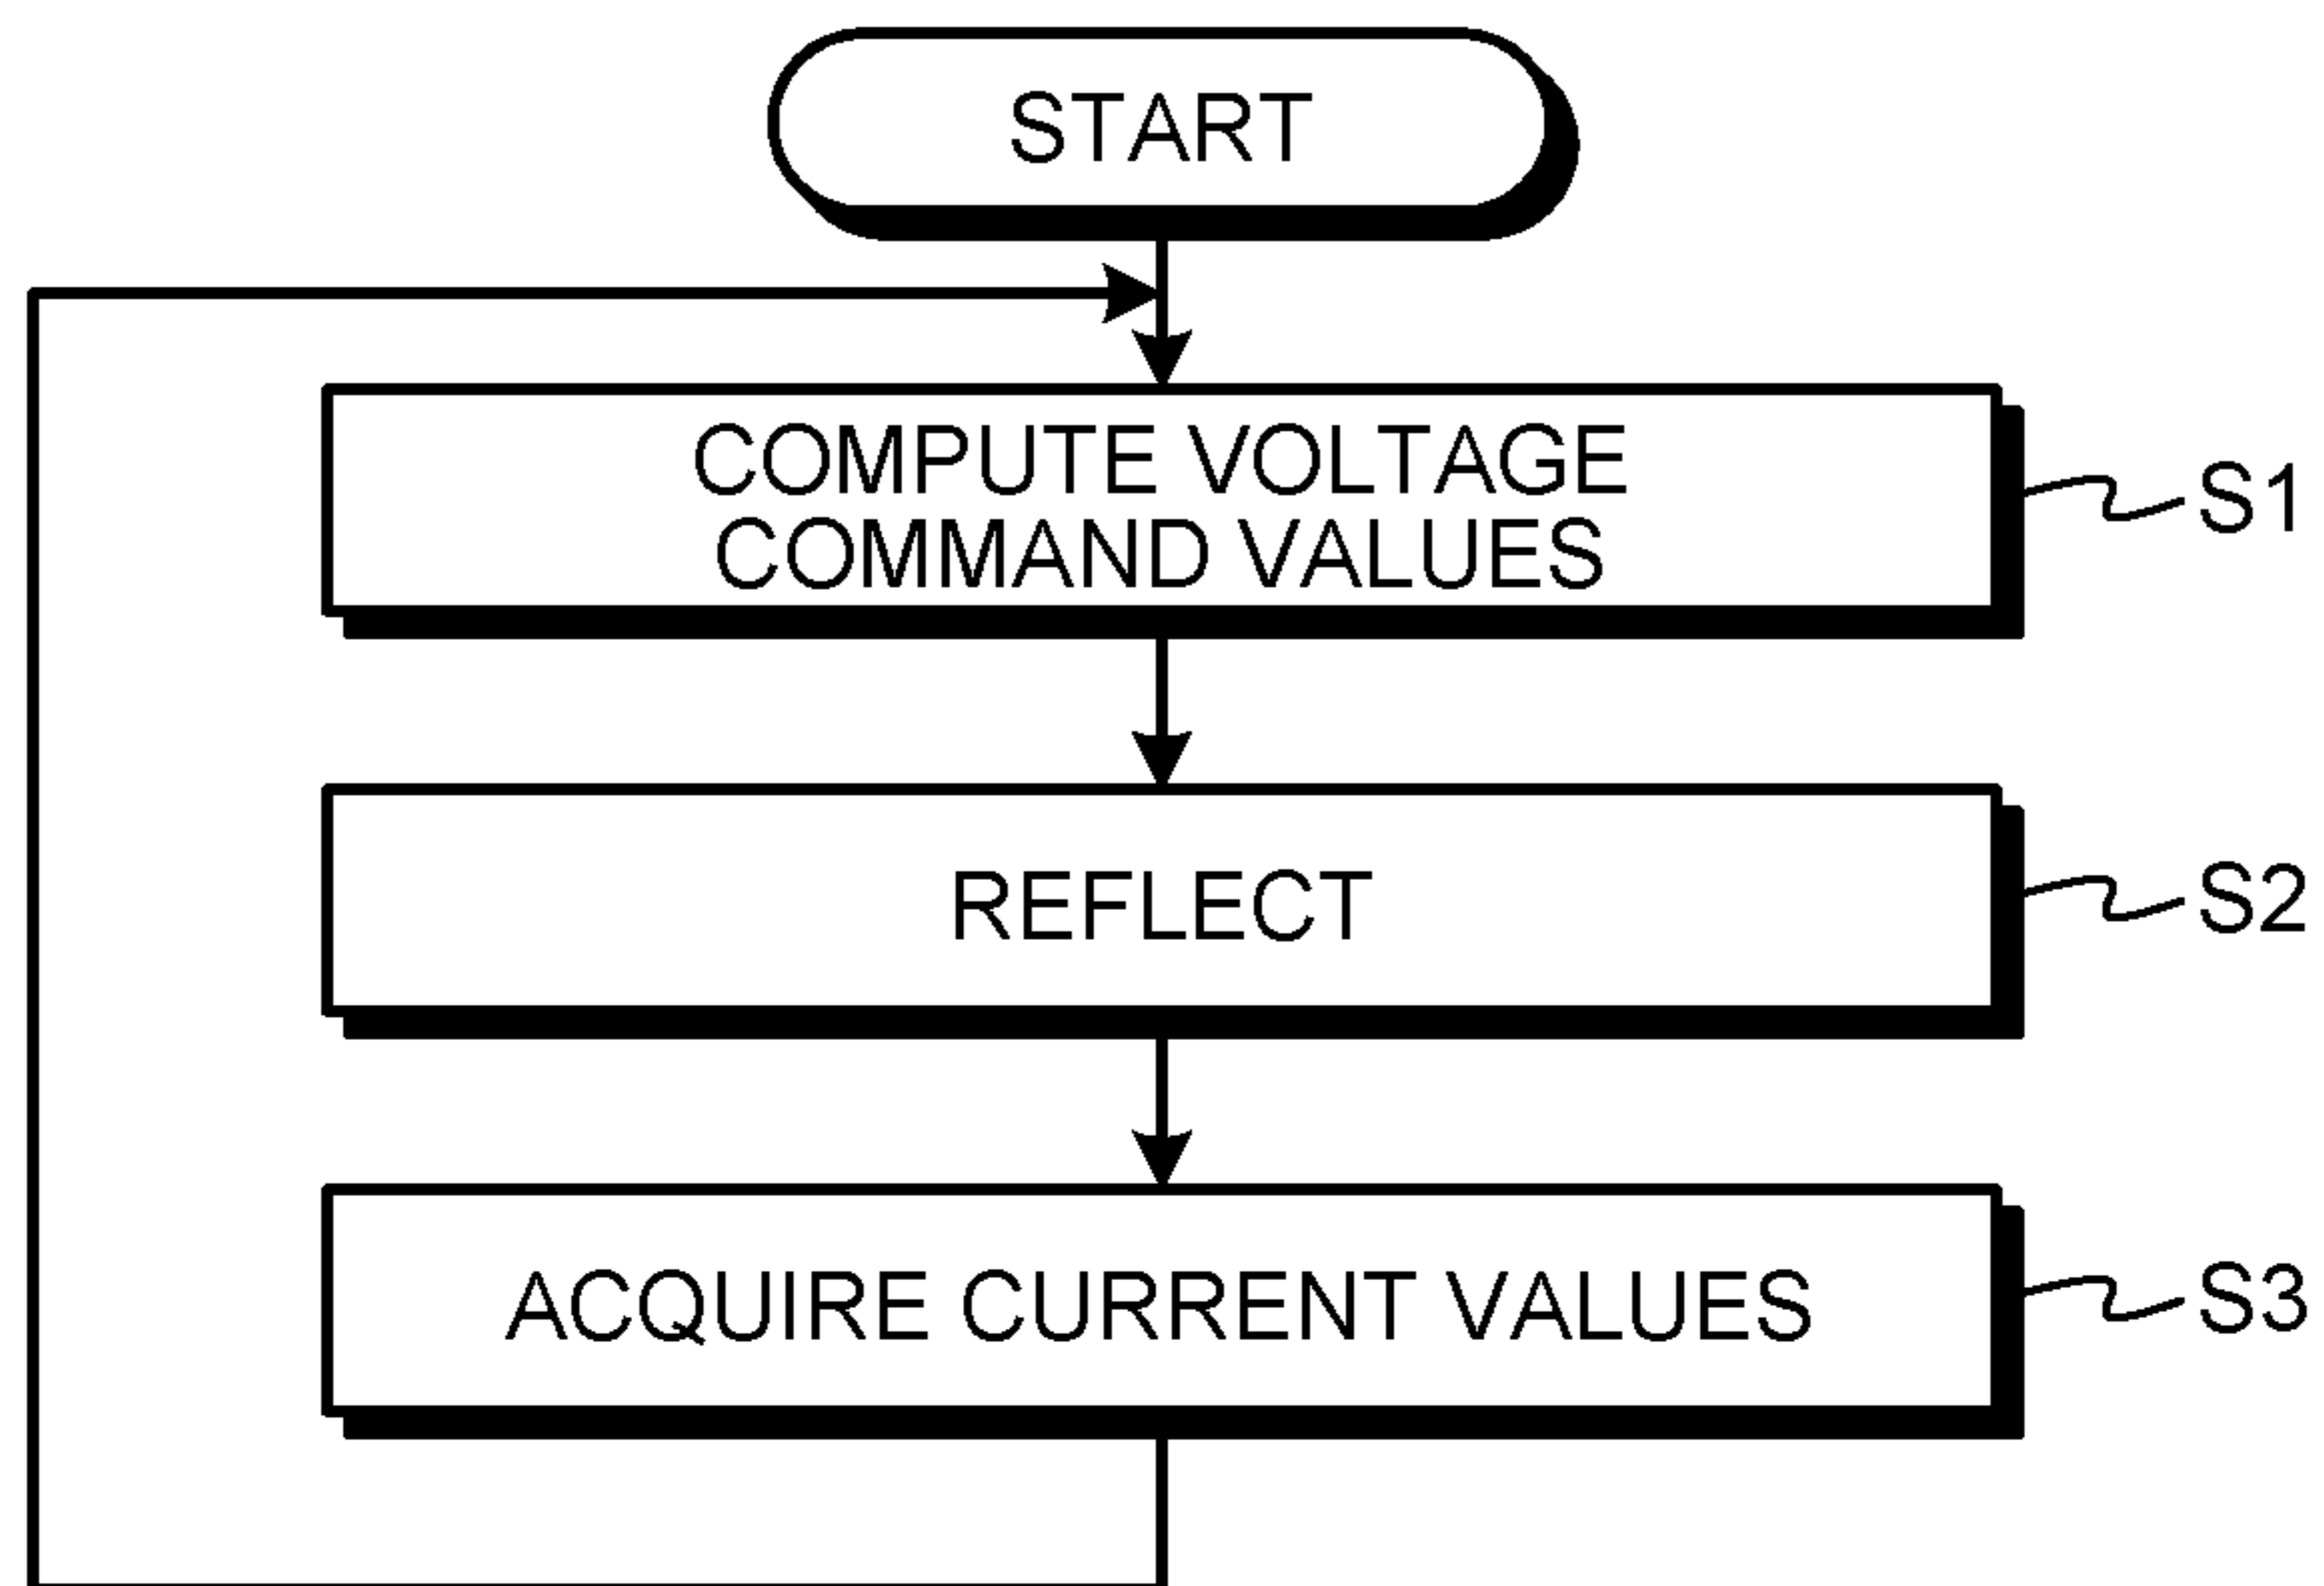 START
COMPUTE VOLTAGE
COMMAND VALUES
S1
REFLECT
S2
ACQUIRE CURRENT VALUES
S3